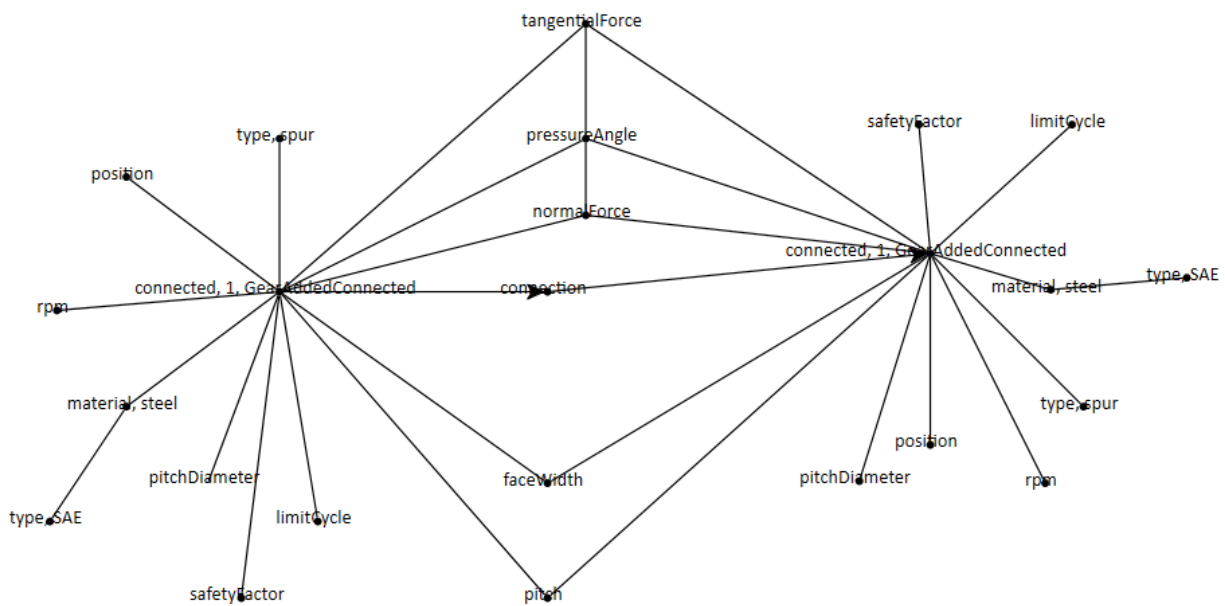 tangentialForce
safetyFactor
limitCycle
type, spur
pressureAngle
position
normalForce
connected, 1, GearAddedConnected
type, SAE
connected, 1, GearAddedConnected
connection
material, steel
rpm
material, steel
type, spur
position
pitchDiameter
faceWidth
pitchDiameter
rpm
type, SAE
limitCycle
safetyFactor
pitch